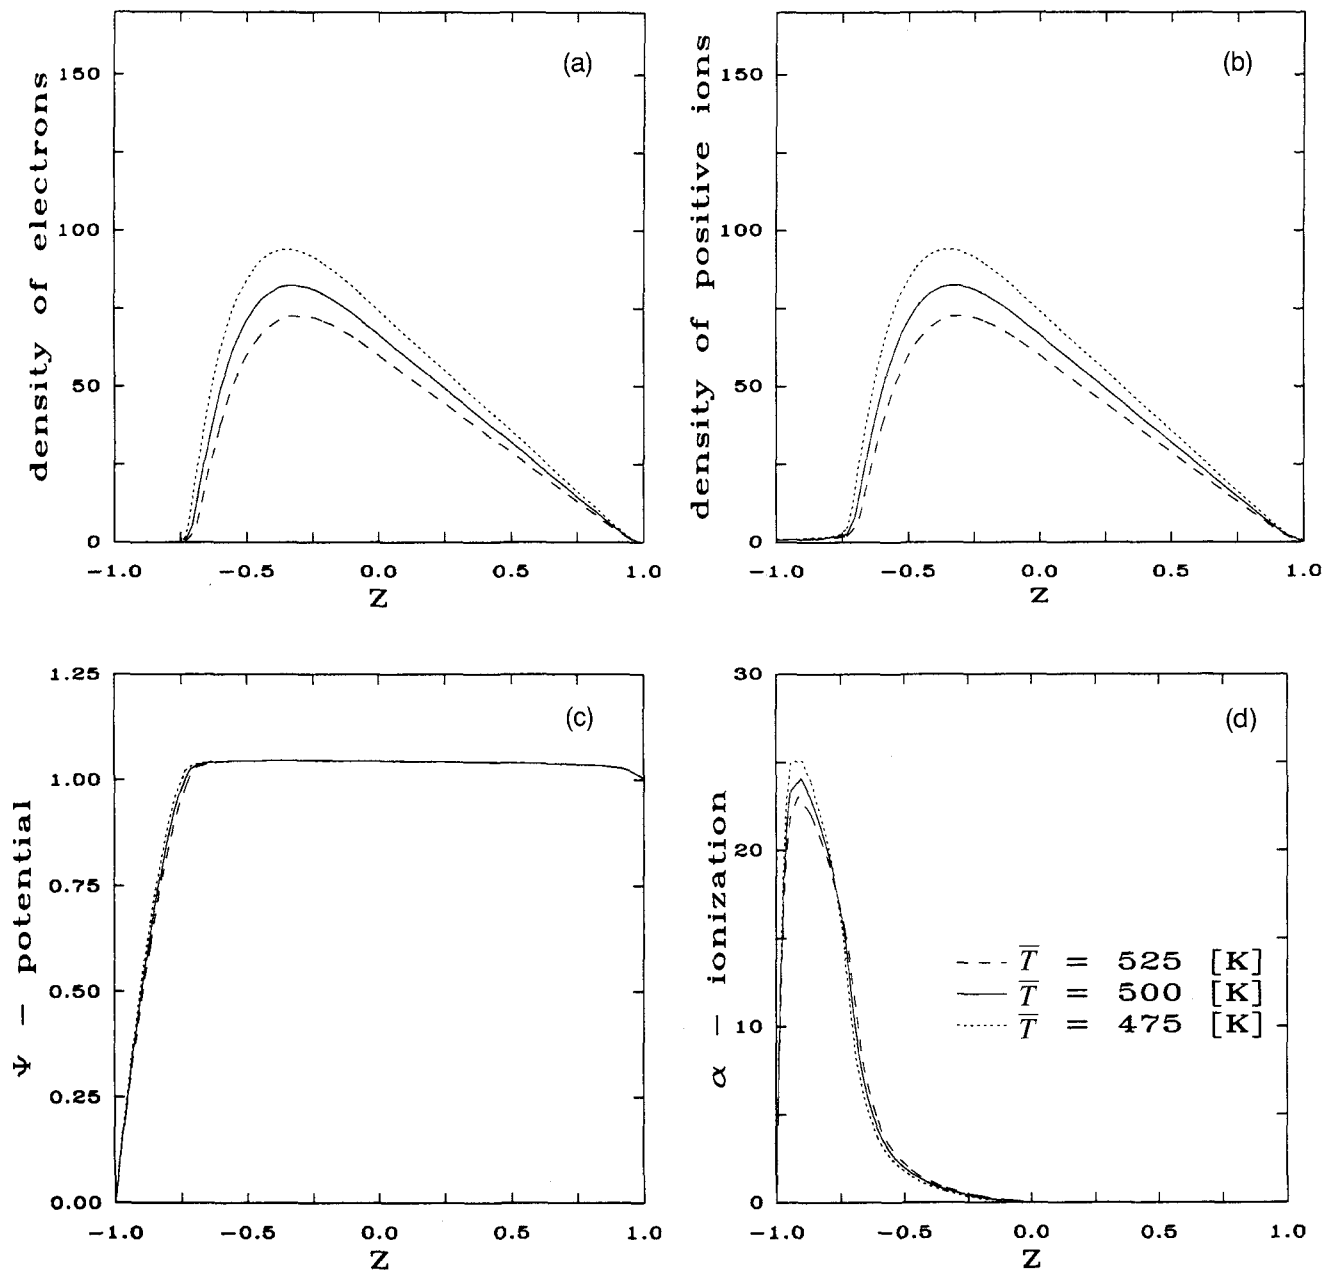 (a)
density of electrons
150
100
50
0
−1.0 −0.5 0.0 0.5 1.0
Z
(b)
density of positive ions
150
100
50
0
−1.0 −0.5 0.0 0.5 1.0
Z
(c)
Ψ − potential
1.25
1.00
0.75
0.50
0.25
0.00
−1.0 −0.5 0.0 0.5 1.0
Z
(d)
α − ionization
30
20
10
0
T̅ = 525 [K]
T̅ = 500 [K]
T̅ = 475 [K]
−1.0 −0.5 0.0 0.5 1.0
Z